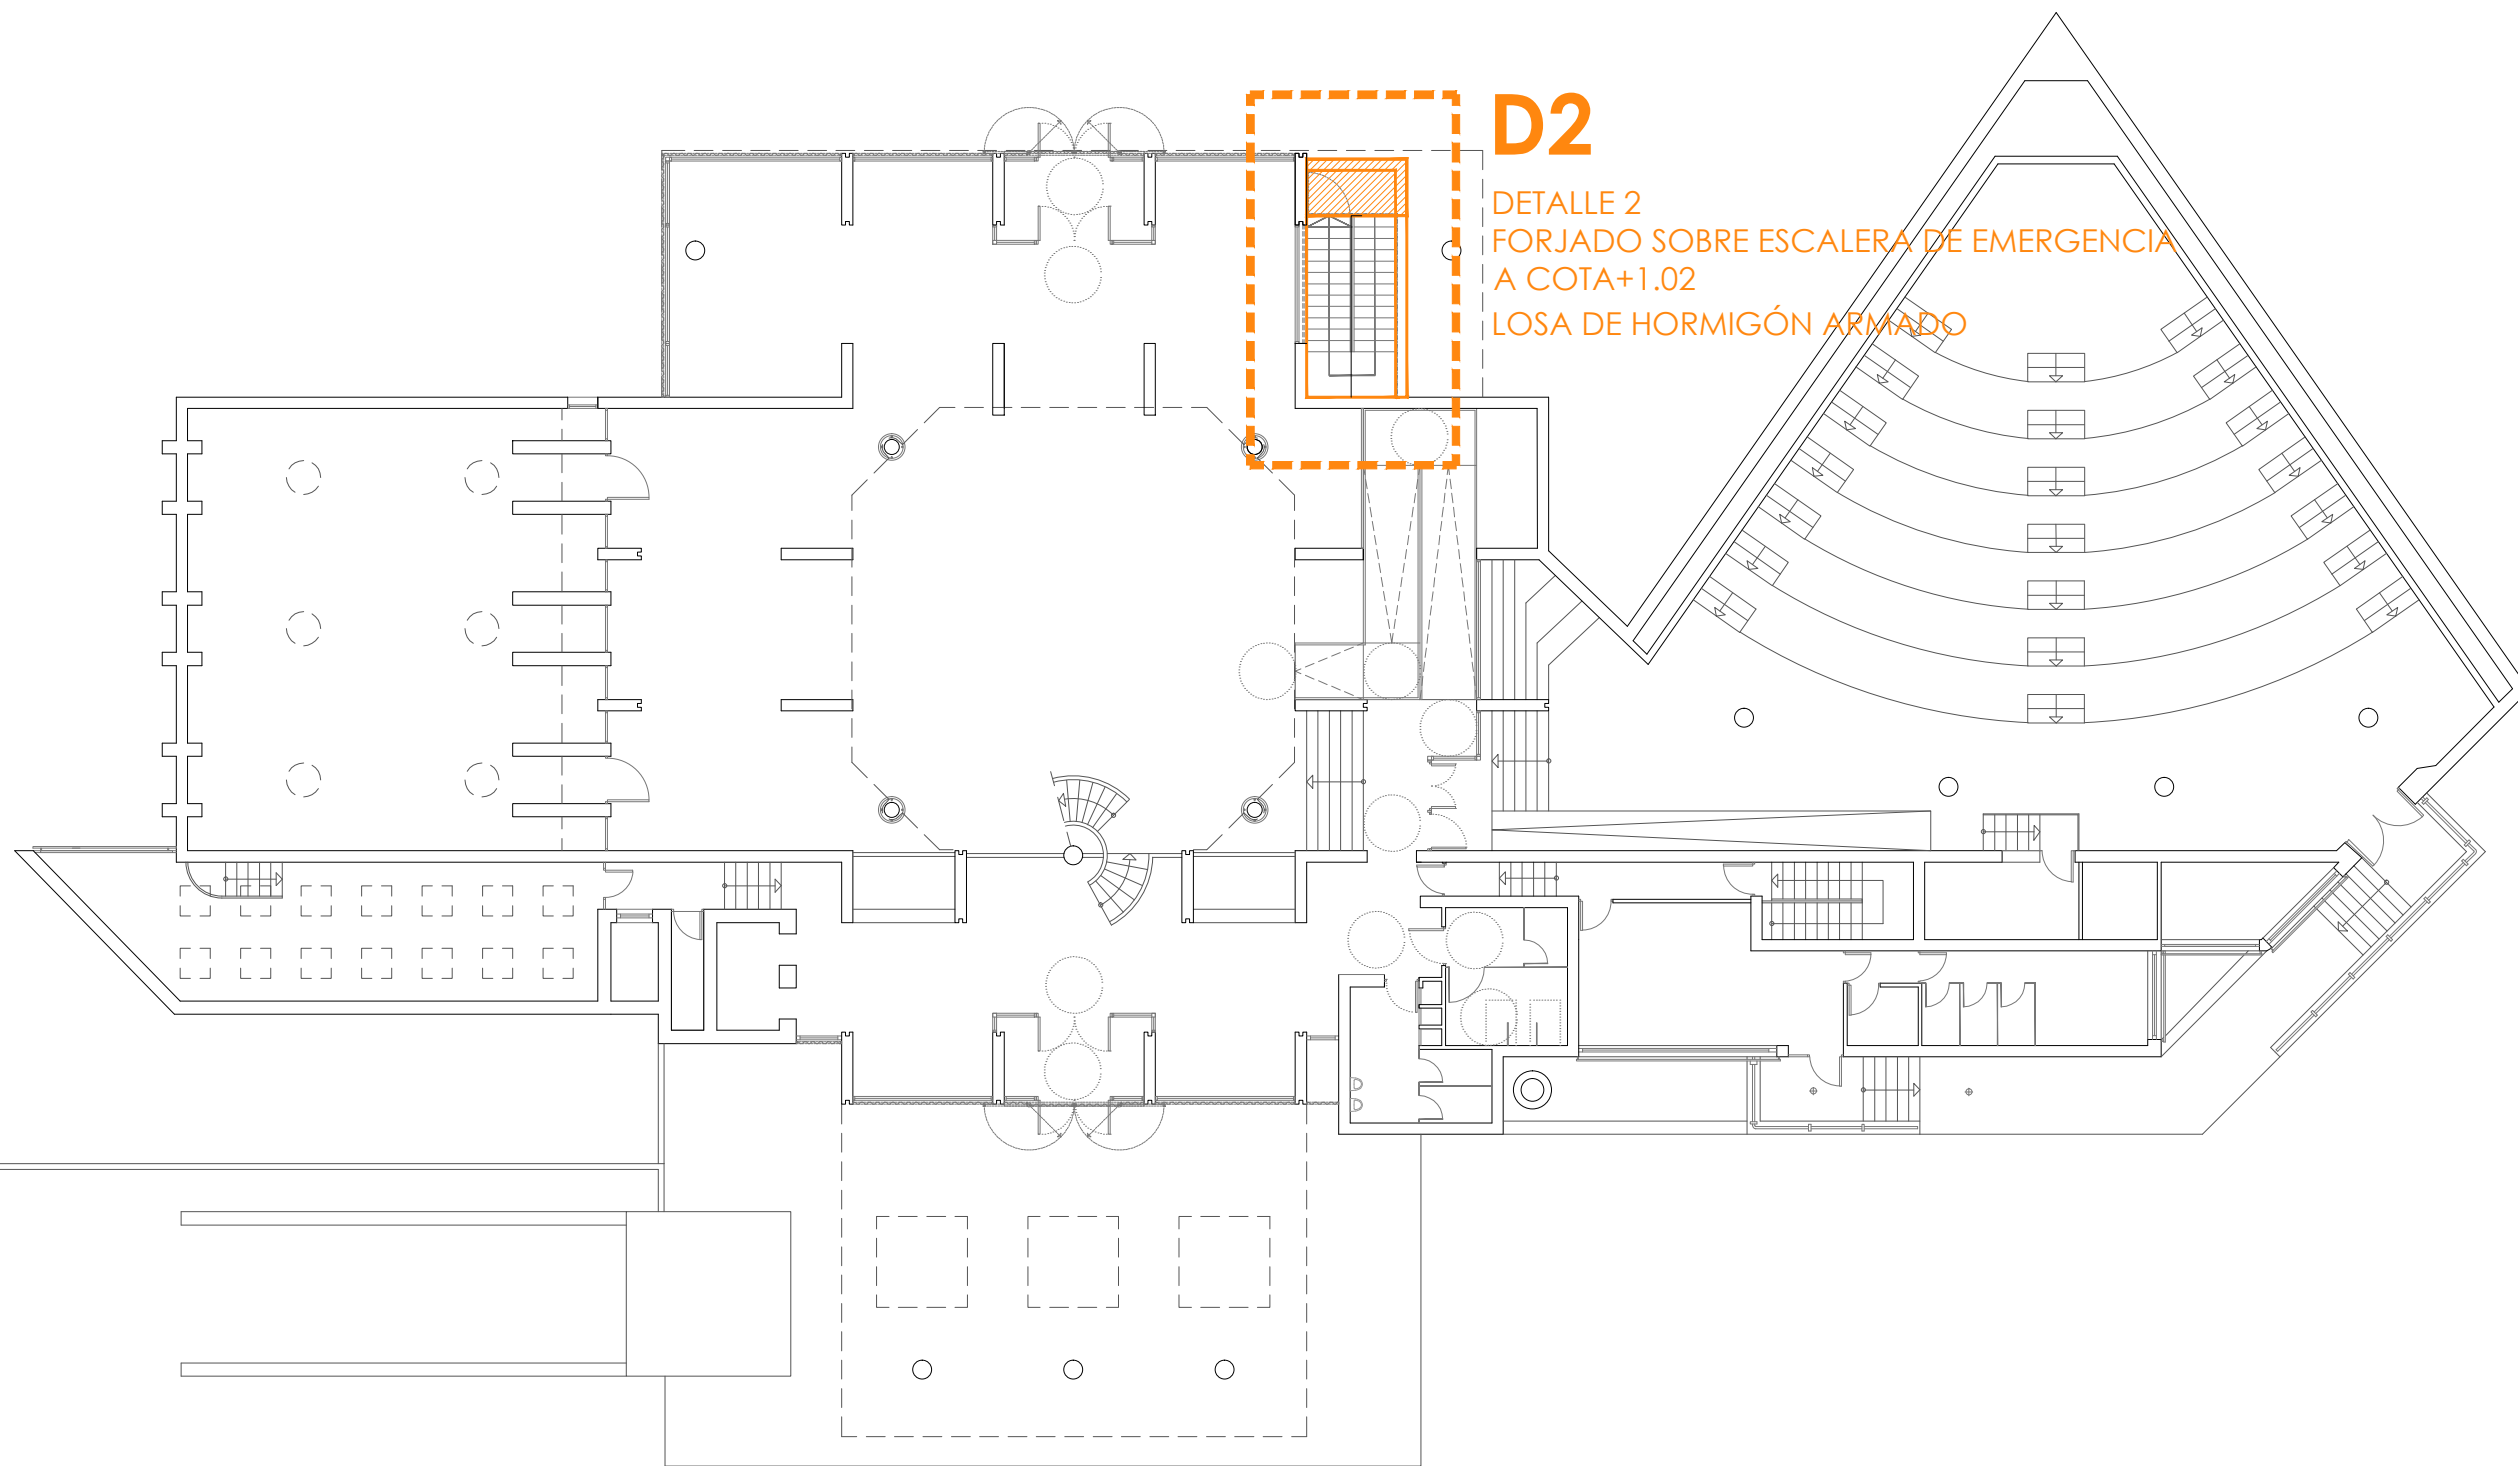 D2
DETALLE 2
FORJADO SOBRE ESCALERA DE EMERGENCIA
A COTA+1.02
LOSA DE HORMIGÓN ARMADO